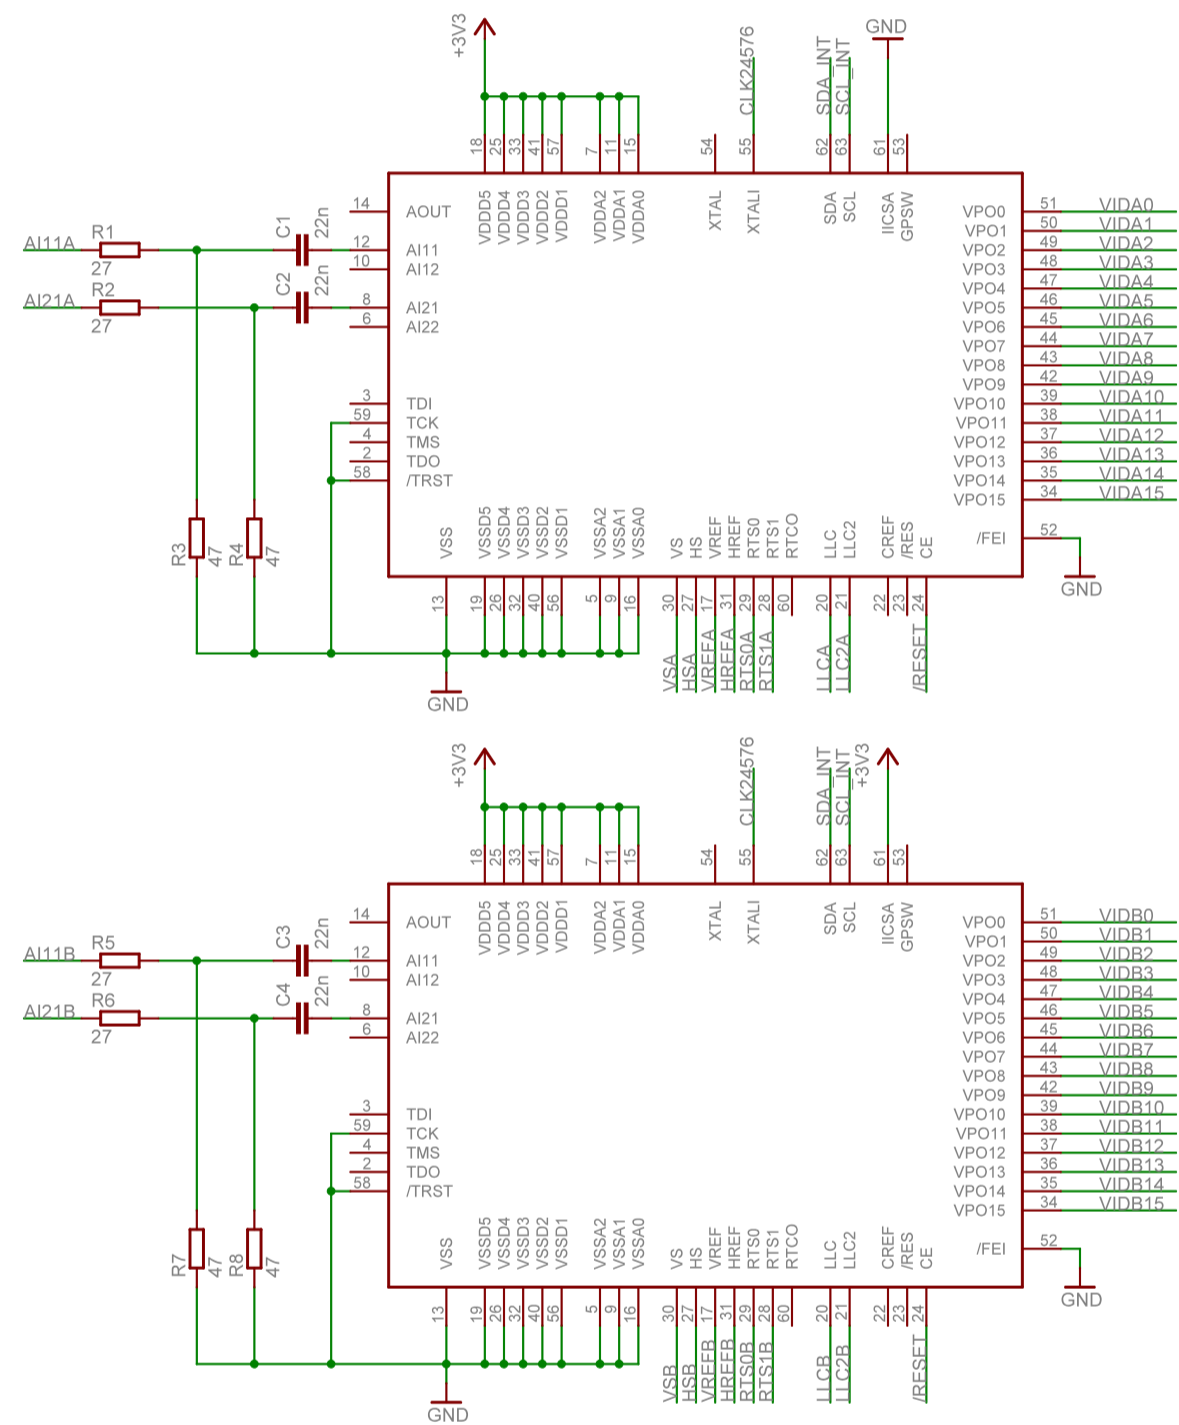 +3V3
CLK24576
SDA_INT
SCL_INT
GND
18 25 33 41 57 7 11 15 54 55 62 63 61 53
VDDD5 VDDD4 VDDD3 VDDD2 VDDD1 VDDA2 VDDA1 VDDA0 XTAL XTALI SDA SCL IICSA GPSW
14 AOUT
AI11A R1 27 C1 22n 12 AI11
10 AI12
AI21A R2 27 C2 22n 8 AI21
6 AI22
3 TDI
59 TCK
4 TMS
2 TDO
58 /TRST
R3 47 R4 47
VPO0 51 VIDA0
VPO1 50 VIDA1
VPO2 49 VIDA2
VPO3 48 VIDA3
VPO4 47 VIDA4
VPO5 46 VIDA5
VPO6 45 VIDA6
VPO7 44 VIDA7
VPO8 43 VIDA8
VPO9 42 VIDA9
VPO10 39 VIDA10
VPO11 38 VIDA11
VPO12 37 VIDA12
VPO13 36 VIDA13
VPO14 35 VIDA14
VPO15 34 VIDA15
/FEI 52
GND
VSS VSSD5 VSSD4 VSSD3 VSSD2 VSSD1 VSSA2 VSSA1 VSSA0 VS HS VREF HREF RTS0 RTS1 RTCO LLC LLC2 CREF /RES CE
13 19 26 32 40 56 5 9 16 30 27 17 31 29 28 60 20 21 22 23 24
VSA HSA VREFA HREFA RTS0A RTS1A LLCA LLC2A /RESET
GND
+3V3
CLK24576
SDA_INT
SCL_INT
+3V3
18 25 33 41 57 7 11 15 54 55 62 63 61 53
VDDD5 VDDD4 VDDD3 VDDD2 VDDD1 VDDA2 VDDA1 VDDA0 XTAL XTALI SDA SCL IICSA GPSW
14 AOUT
AI11B R5 27 C3 22n 12 AI11
10 AI12
AI21B R6 27 C4 22n 8 AI21
6 AI22
3 TDI
59 TCK
4 TMS
2 TDO
58 /TRST
R7 47 R8 47
VPO0 51 VIDB0
VPO1 50 VIDB1
VPO2 49 VIDB2
VPO3 48 VIDB3
VPO4 47 VIDB4
VPO5 46 VIDB5
VPO6 45 VIDB6
VPO7 44 VIDB7
VPO8 43 VIDB8
VPO9 42 VIDB9
VPO10 39 VIDB10
VPO11 38 VIDB11
VPO12 37 VIDB12
VPO13 36 VIDB13
VPO14 35 VIDB14
VPO15 34 VIDB15
/FEI 52
GND
VSS VSSD5 VSSD4 VSSD3 VSSD2 VSSD1 VSSA2 VSSA1 VSSA0 VS HS VREF HREF RTS0 RTS1 RTCO LLC LLC2 CREF /RES CE
13 19 26 32 40 56 5 9 16 30 27 17 31 29 28 60 20 21 22 23 24
VSB HSB VREFB HREFB RTS0B RTS1B LLCB LLC2B /RESET
GND